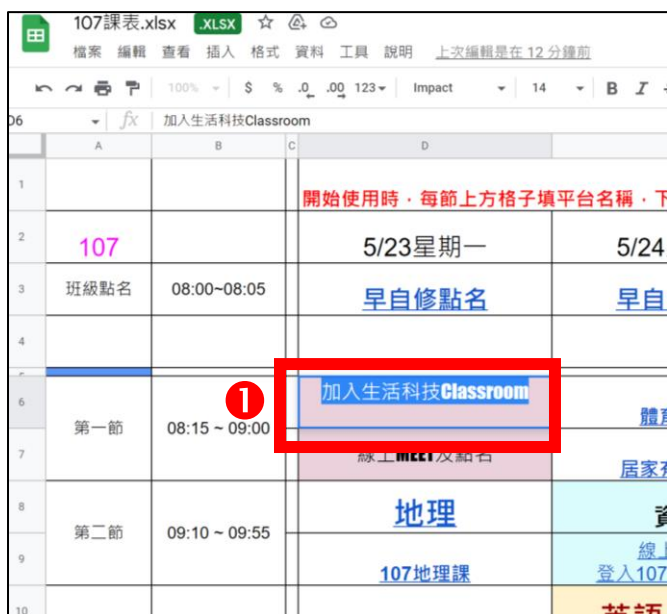 107課表.xlsx .XLSX
檔案 編輯 查看 插入 格式 資料 工具 說明 上次編輯是在 12 分鐘前
100% $ % .0 .00 123 Impact 14 B I
D6 fx 加入生活科技Classroom
A B C D
1 開始使用時,每節上方格子填平台名稱,下
2 107 5/23星期一 5/24
3 班級點名 08:00~08:05 早自修點名 早自
4
6 加入生活科技Classroom
❶
第一節 08:15 ~ 09:00 體育
7 線上MEET及點名 居家
8 地理
第二節 09:10 ~ 09:55
9 107地理課 線上
登入107
10 英語